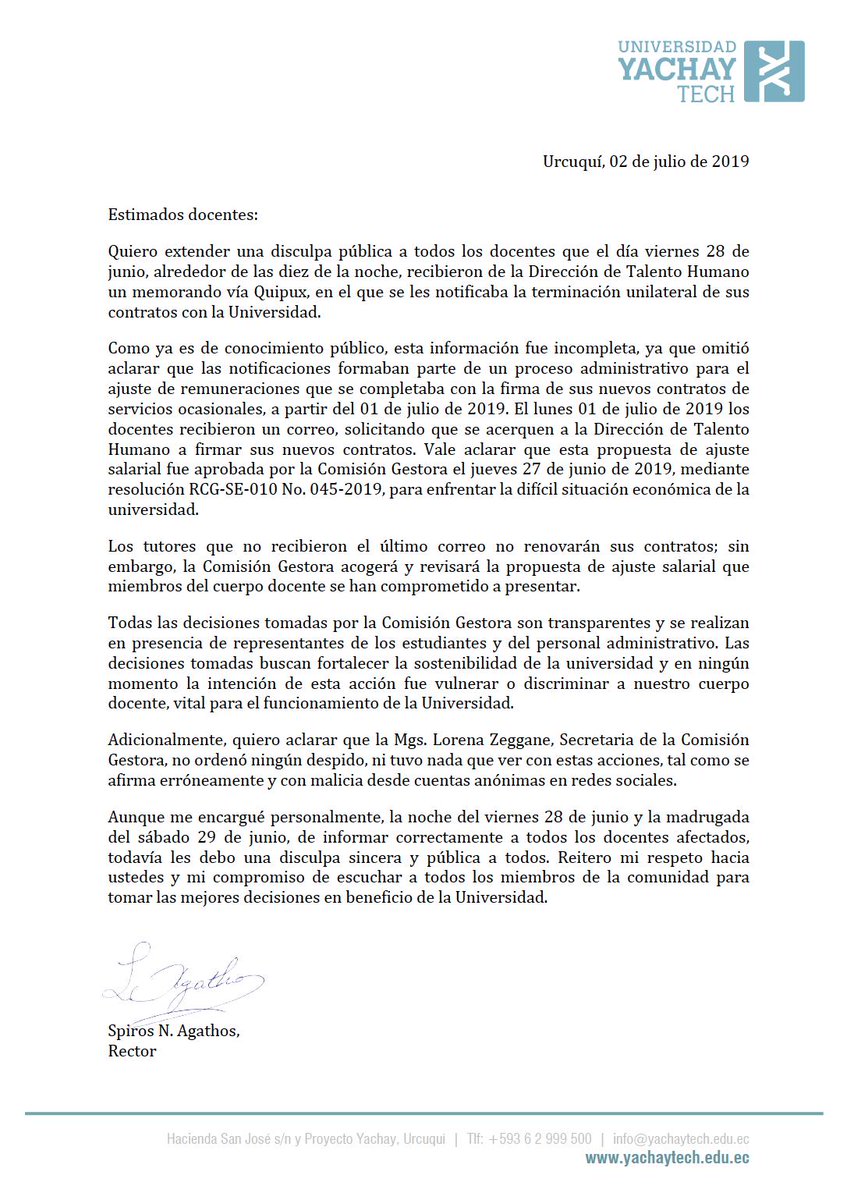 UNIVERSIDAD
YACHAY
TECH
Urcuquí, 02 de julio de 2019
Estimados docentes:
Quiero extender una disculpa pública a todos los docentes que el día viernes 28 de
junio, alrededor de las diez de la noche, recibieron de la Dirección de Talento Humano
un memorando vía Quipux, en el que se les notificaba la terminación unilateral de sus
contratos con la Universidad.
Como ya es de conocimiento público, esta información fue incompleta, ya que omitió
aclarar que las notificaciones formaban parte de un proceso administrativo para el
ajuste de remuneraciones que se completaba con la firma de sus nuevos contratos de
servicios ocasionales, a partir del 01 de julio de 2019. El lunes 01 de julio de 2019 los
docentes recibieron un correo, solicitando que se acerquen a la Dirección de Talento
Humano a firmar sus nuevos contratos. Vale aclarar que esta propuesta de ajuste
salarial fue aprobada por la Comisión Gestora el jueves 27 de junio de 2019, mediante
resolución RCG-SE-010 No. 045-2019, para enfrentar la difícil situación económica de la
universidad.
Los tutores que no recibieron el último correo no renovarán sus contratos; sin
embargo, la Comisión Gestora acogerá y revisará la propuesta de ajuste salarial que
miembros del cuerpo docente se han comprometido a presentar.
Todas las decisiones tomadas por la Comisión Gestora son transparentes y se realizan
en presencia de representantes de los estudiantes y del personal administrativo. Las
decisiones tomadas buscan fortalecer la sostenibilidad de la universidad y en ningún
momento la intención de esta acción fue vulnerar o discriminar a nuestro cuerpo
docente, vital para el funcionamiento de la Universidad.
Adicionalmente, quiero aclarar que la Mgs. Lorena Zeggane, Secretaria de la Comisión
Gestora, no ordenó ningún despido, ni tuvo nada que ver con estas acciones, tal como se
afirma erróneamente y con malicia desde cuentas anónimas en redes sociales.
Aunque me encargué personalmente, la noche del viernes 28 de junio y la madrugada
del sábado 29 de junio, de informar correctamente a todos los docentes afectados,
todavía les debo una disculpa sincera y pública a todos. Reitero mi respeto hacia
ustedes y mi compromiso de escuchar a todos los miembros de la comunidad para
tomar las mejores decisiones en beneficio de la Universidad.
Agathos
Spiros N. Agathos,
Rector
Hacienda San José s/n y Proyecto Yachay, Urcuqui | Tlf: +593 6 2 999 500 | info@yachaytech.edu.ec
www.yachaytech.edu.ec